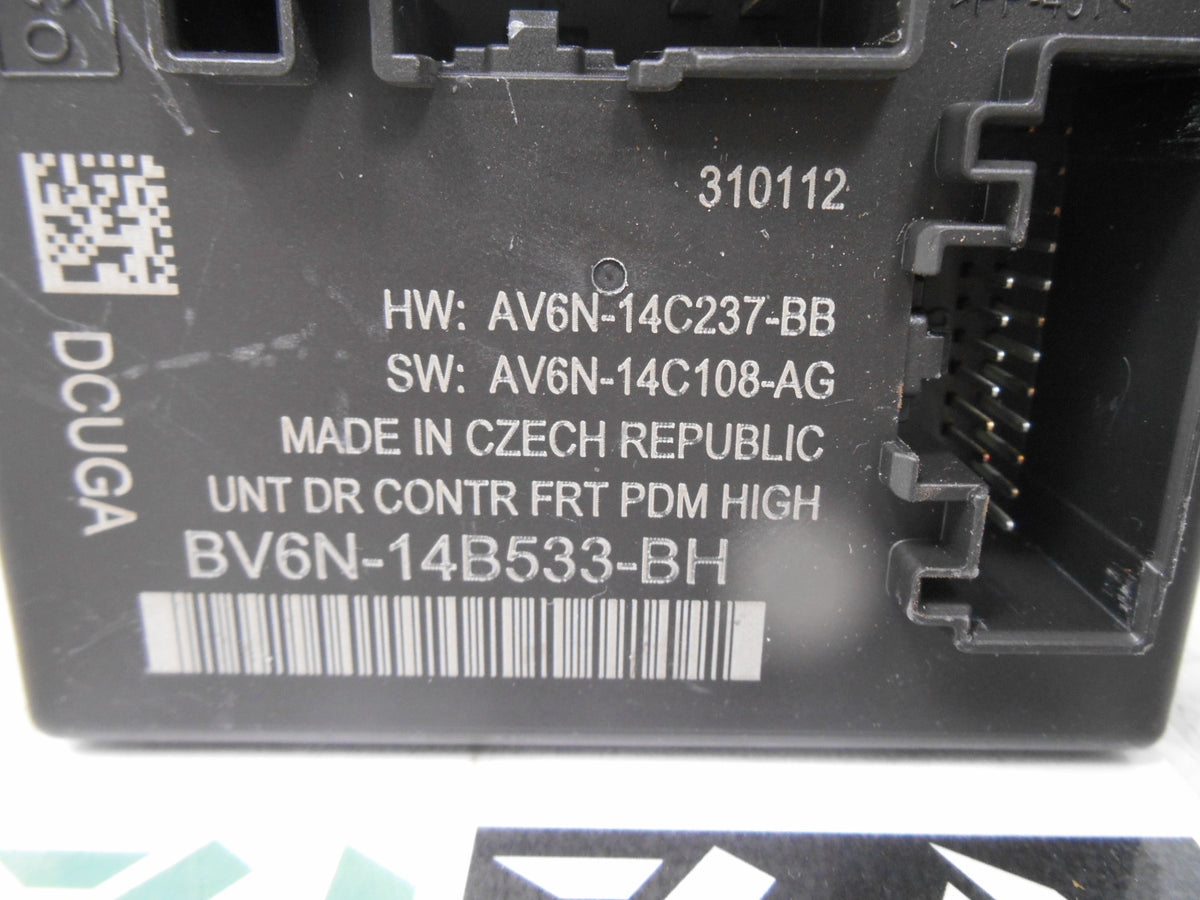 310112
HW: AV6N-14C237-BB
SW: AV6N-14C108-AG
MADE IN CZECH REPUBLIC
UNT DR CONTR FRT PDM HIGH
BV6N-14B533-BH
DCUGA